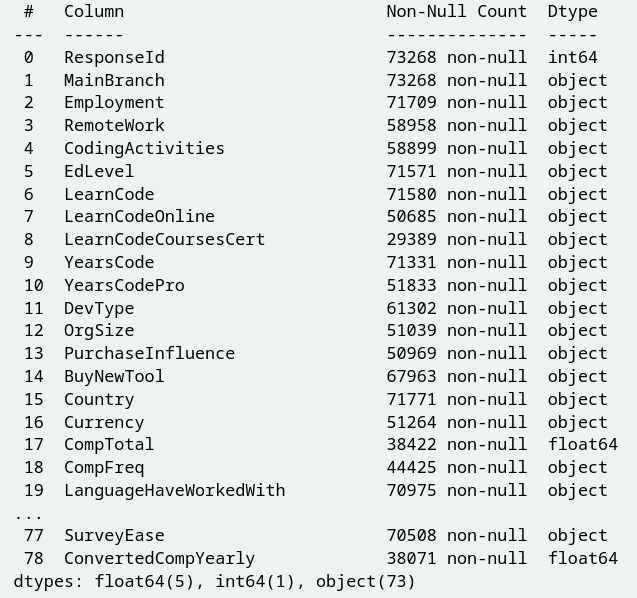 #   Column                          Non-Null Count  Dtype
---  ------                          --------------  -----
0   ResponseId                      73268 non-null  int64
1   MainBranch                      73268 non-null  object
2   Employment                      71709 non-null  object
3   RemoteWork                      58958 non-null  object
4   CodingActivities                58899 non-null  object
5   EdLevel                         71571 non-null  object
6   LearnCode                       71580 non-null  object
7   LearnCodeOnline                 50685 non-null  object
8   LearnCodeCoursesCert            29389 non-null  object
9   YearsCode                       71331 non-null  object
10  YearsCodePro                    51833 non-null  object
11  DevType                         61302 non-null  object
12  OrgSize                         51039 non-null  object
13  PurchaseInfluence               50969 non-null  object
14  BuyNewTool                      67963 non-null  object
15  Country                         71771 non-null  object
16  Currency                        51264 non-null  object
17  CompTotal                       38422 non-null  float64
18  CompFreq                        44425 non-null  object
19  LanguageHaveWorkedWith          70975 non-null  object
...
77  SurveyEase                      70508 non-null  object
78  ConvertedCompYearly             38071 non-null  float64
dtypes: float64(5), int64(1), object(73)